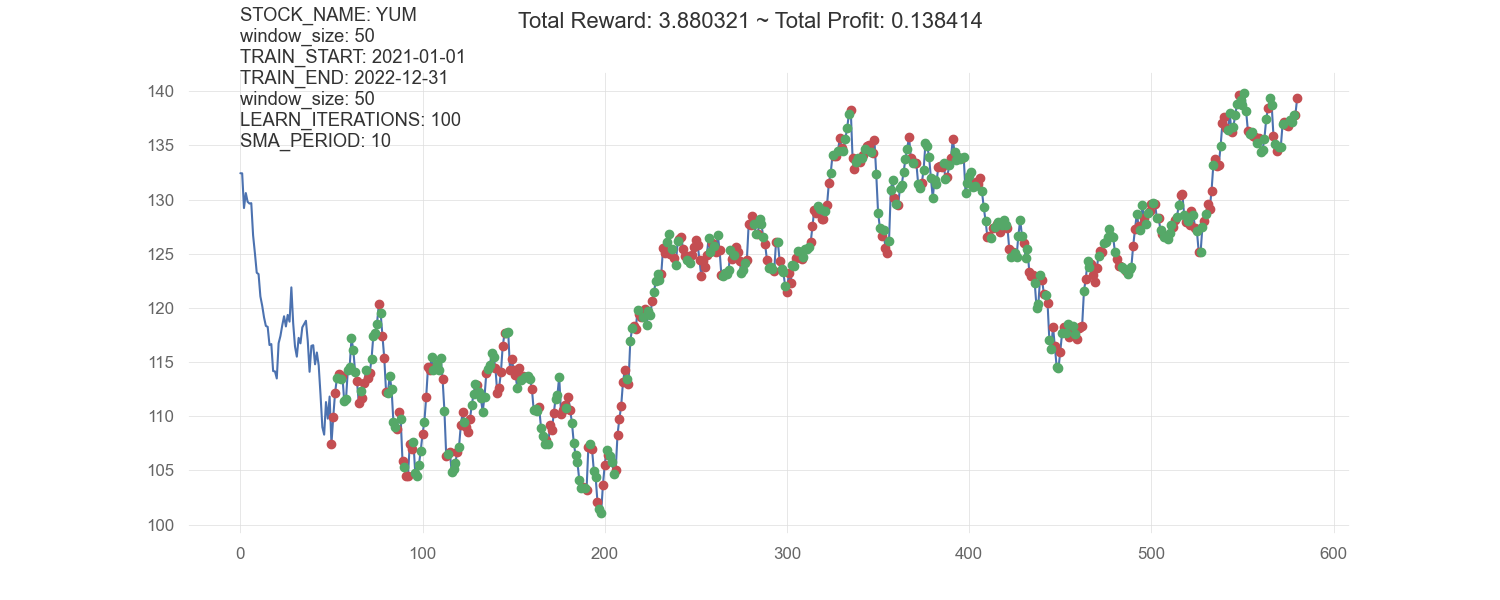 STOCK_NAME: YUM
Total Reward: 3.880321 ~ Total Profit: 0.138414
window_size: 50
TRAIN_START: 2021-01-01
TRAIN_END: 2022-12-31
window_size: 50
LEARN_ITERATIONS: 100
SMA_PERIOD: 10
140
135
130
125
120
115
110
105
100
0 100 200 300 400 500 600